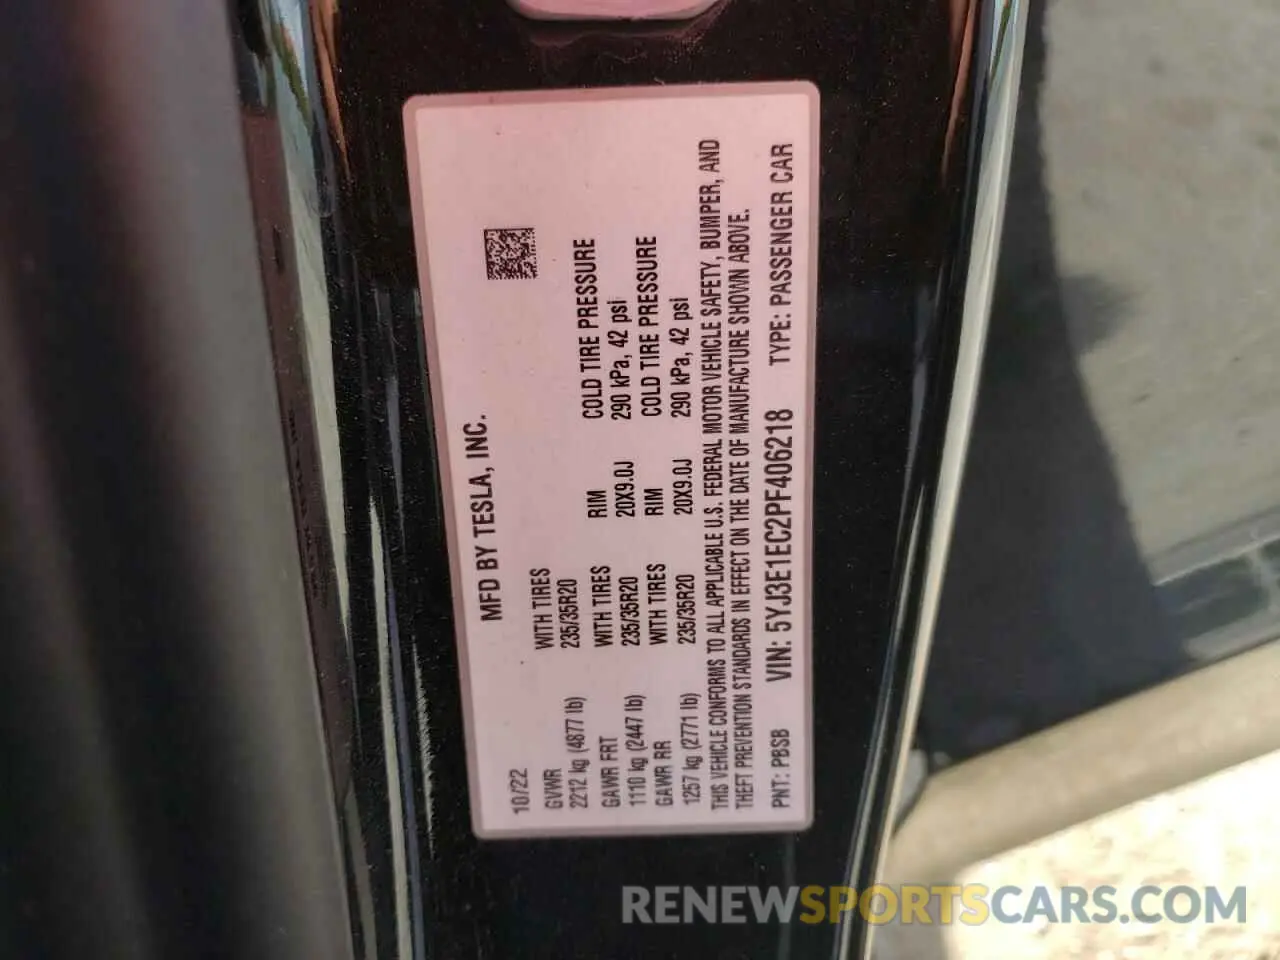 MFD BY TESLA, INC.
10/22
GVWR WITH TIRES
2212 kg (4877 lb) 235/35R20
GAWR FRT WITH TIRES RIM COLD TIRE PRESSURE
1110 kg (2447 lb) 235/35R20 20X9.0J 290 kPa, 42 psi
GAWR RR WITH TIRES RIM COLD TIRE PRESSURE
1257 kg (2771 lb) 235/35R20 20X9.0J 290 kPa, 42 psi
THIS VEHICLE CONFORMS TO ALL APPLICABLE U.S. FEDERAL MOTOR VEHICLE SAFETY, BUMPER, AND
THEFT PREVENTION STANDARDS IN EFFECT ON THE DATE OF MANUFACTURE SHOWN ABOVE.
PNT: PBSB VIN: 5YJ3E1EC2PF406218 TYPE: PASSENGER CAR
RENEWSPORTSCARS.COM